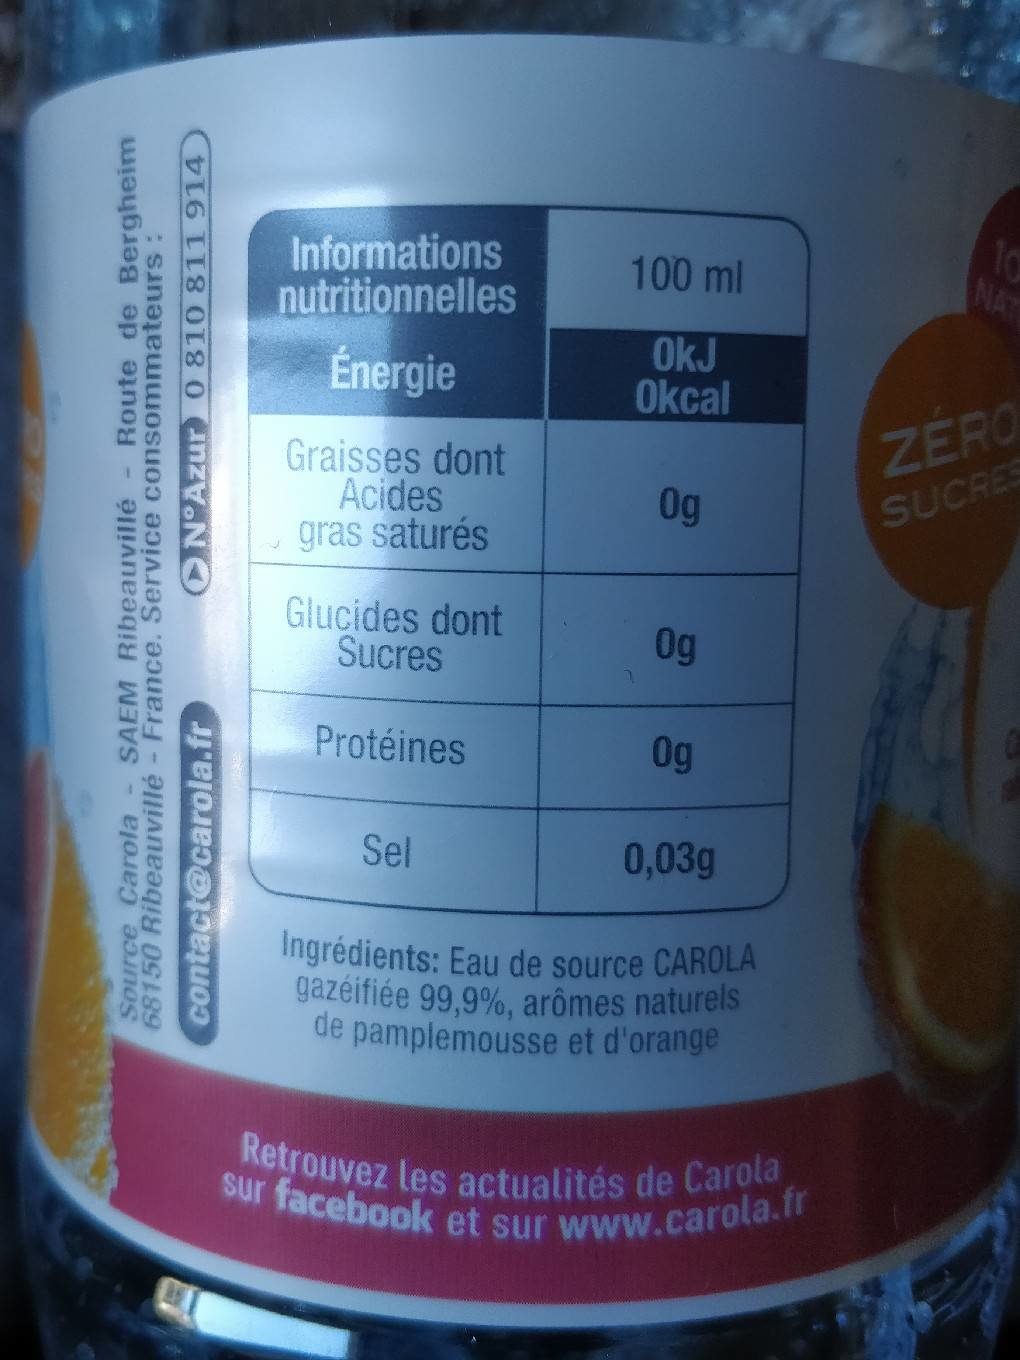 Source Carola - SAEM Ribeauvillé - Route de Bergheim
68150 Ribeauvillé - France. Service consommateurs :
contact@carola.fr N°Azur 0 810 811 914
Informations
nutritionnelles
100 ml
Énergie
0kJ
0kcal
Graisses dont
Acides
gras saturés
0g
Glucides dont
Sucres
0g
Protéines
0g
Sel
0,03g
Ingrédients: Eau de source CAROLA
gazéifiée 99,9%, arômes naturels
de pamplemousse et d'orange
Retrouvez les actualités de Carola
sur facebook et sur www.carola.fr
ZÉRO
SUCRES